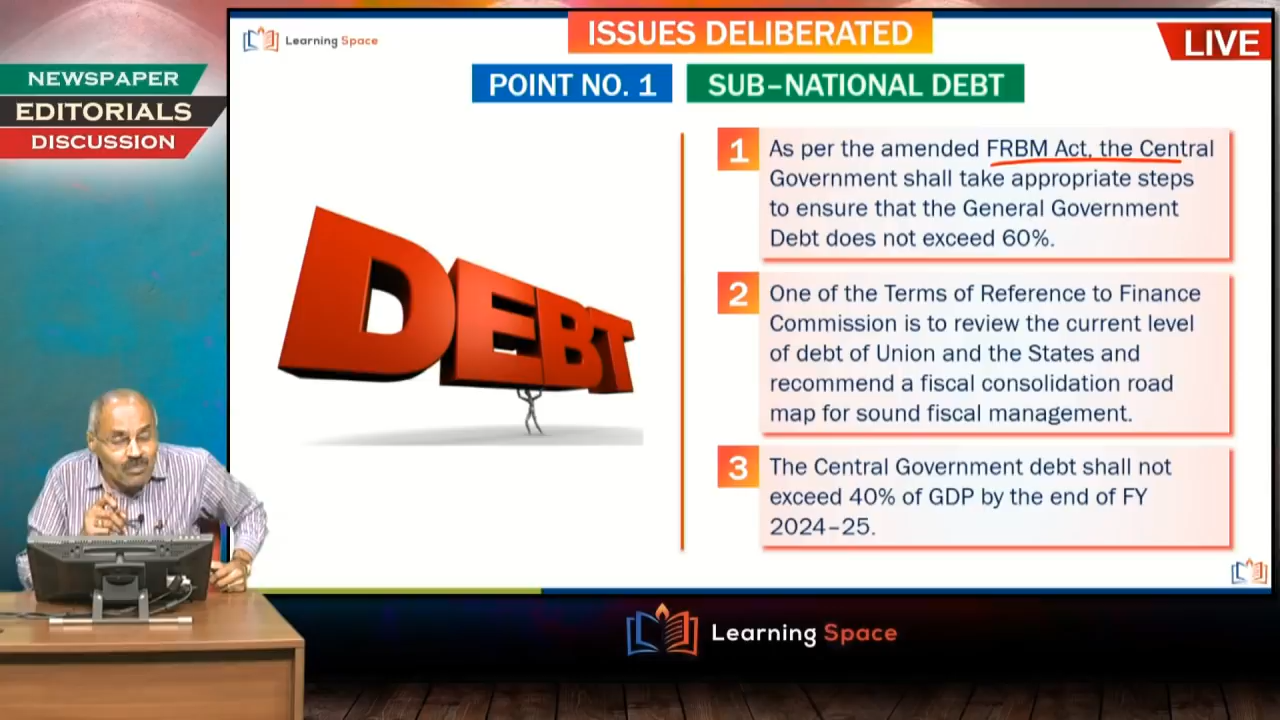 Learning Space
ISSUES DELIBERATED
LIVE
NEWSPAPER
EDITORIALS
DISCUSSION
POINT NO. 1
SUB–NATIONAL DEBT
DEBT
1
As per the amended FRBM Act, the Central
Government shall take appropriate steps
to ensure that the General Government
Debt does not exceed 60%.
2
One of the Terms of Reference to Finance
Commission is to review the current level
of debt of Union and the States and
recommend a fiscal consolidation road
map for sound fiscal management.
3
The Central Government debt shall not
exceed 40% of GDP by the end of FY
2024–25.
Learning Space